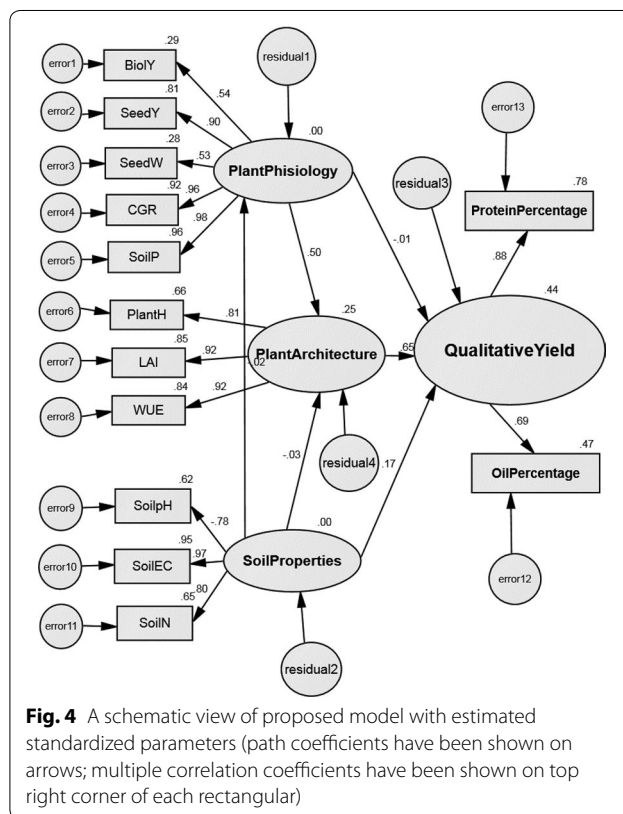 .29
error1 BiolY
residual1
.54
.81
error2 SeedY
.90
error13
.28
error3 SeedW .53
.00
PlantPhisiology
.92 .96
error4 CGR
.98
residual3
.78
ProteinPercentage
.96
error5 SoilP
-.01
.88
.50
.66
error6 PlantH .81
.25
.44
.85
error7 LAI .92
PlantArchitecture .65 QualitativeYield
.02
.84
error8 WUE .92
.69
-.03
.17
residual4
.47
OilPercentage
.62
error9 SoilpH -.78
.00
.95
error10 SoilEC .97
SoilProperties
error12
.65 .80
error11 SoilN
residual2
Fig. 4 A schematic view of proposed model with estimated
standardized parameters (path coefficients have been shown on
arrows; multiple correlation coefficients have been shown on top
right corner of each rectangular)